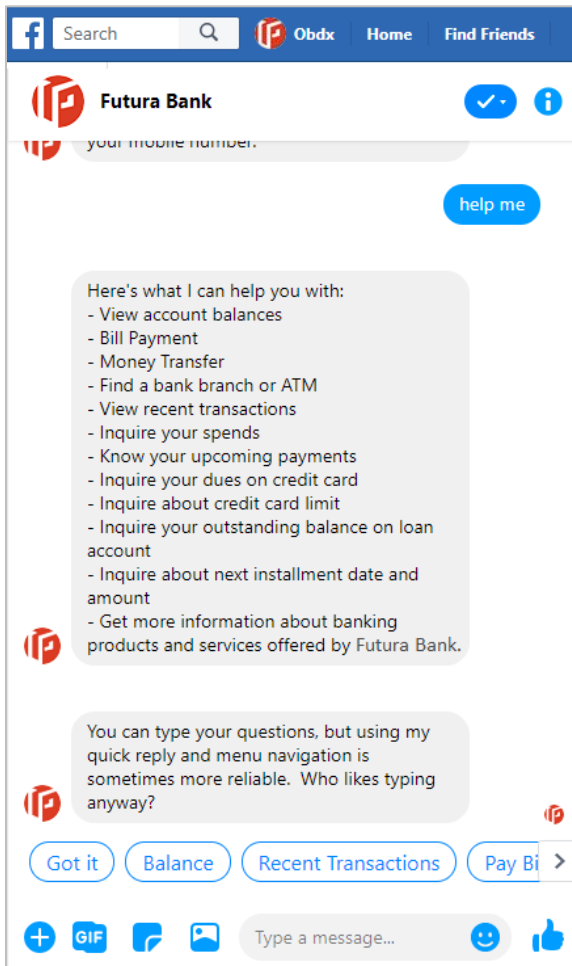 Search
Obdx
Home
Find Friends
Futura Bank
your mobile number.
help me
Here's what I can help you with:
- View account balances
- Bill Payment
- Money Transfer
- Find a bank branch or ATM
- View recent transactions
- Inquire your spends
- Know your upcoming payments
- Inquire your dues on credit card
- Inquire about credit card limit
- Inquire your outstanding balance on loan
account
- Inquire about next installment date and
amount
- Get more information about banking
products and services offered by Futura Bank.
You can type your questions, but using my
quick reply and menu navigation is
sometimes more reliable.  Who likes typing
anyway?
Got it
Balance
Recent Transactions
Pay Bi
GIF
Type a message...